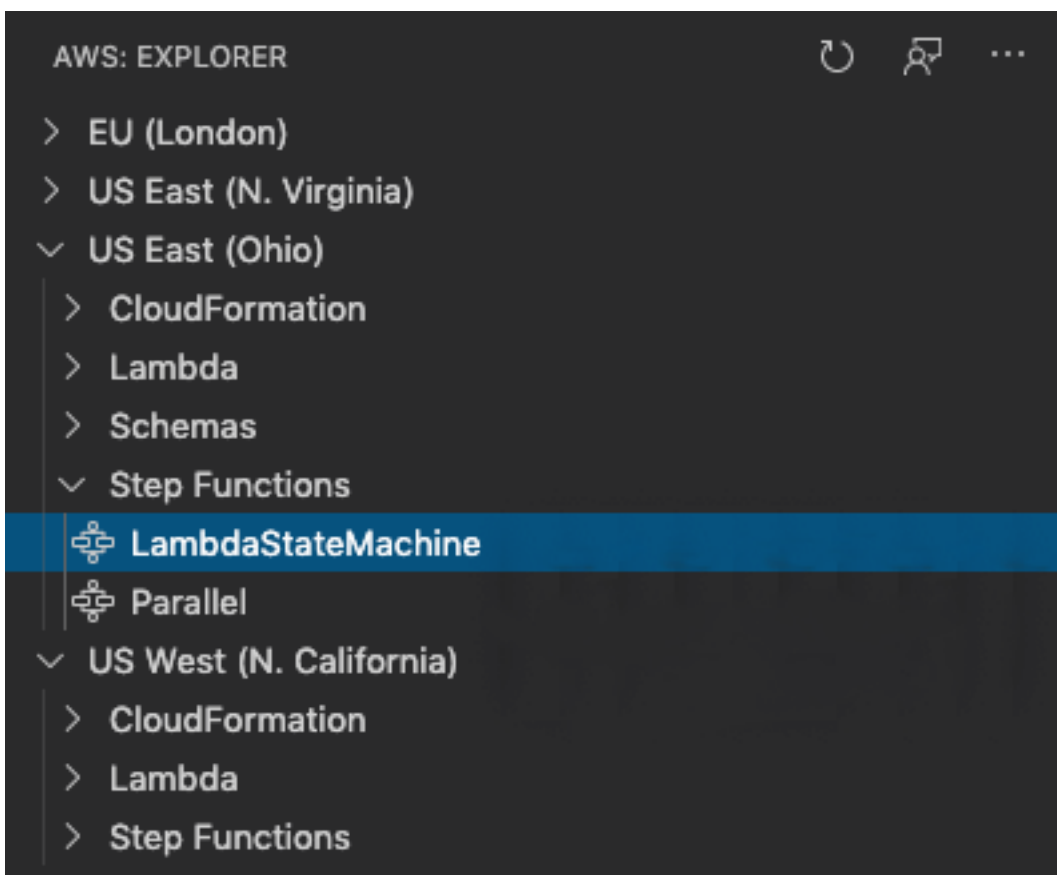 AWS: EXPLORER
EU (London)
US East (N. Virginia)
US East (Ohio)
CloudFormation
Lambda
Schemas
Step Functions
LambdaStateMachine
Parallel
US West (N. California)
CloudFormation
Lambda
Step Functions